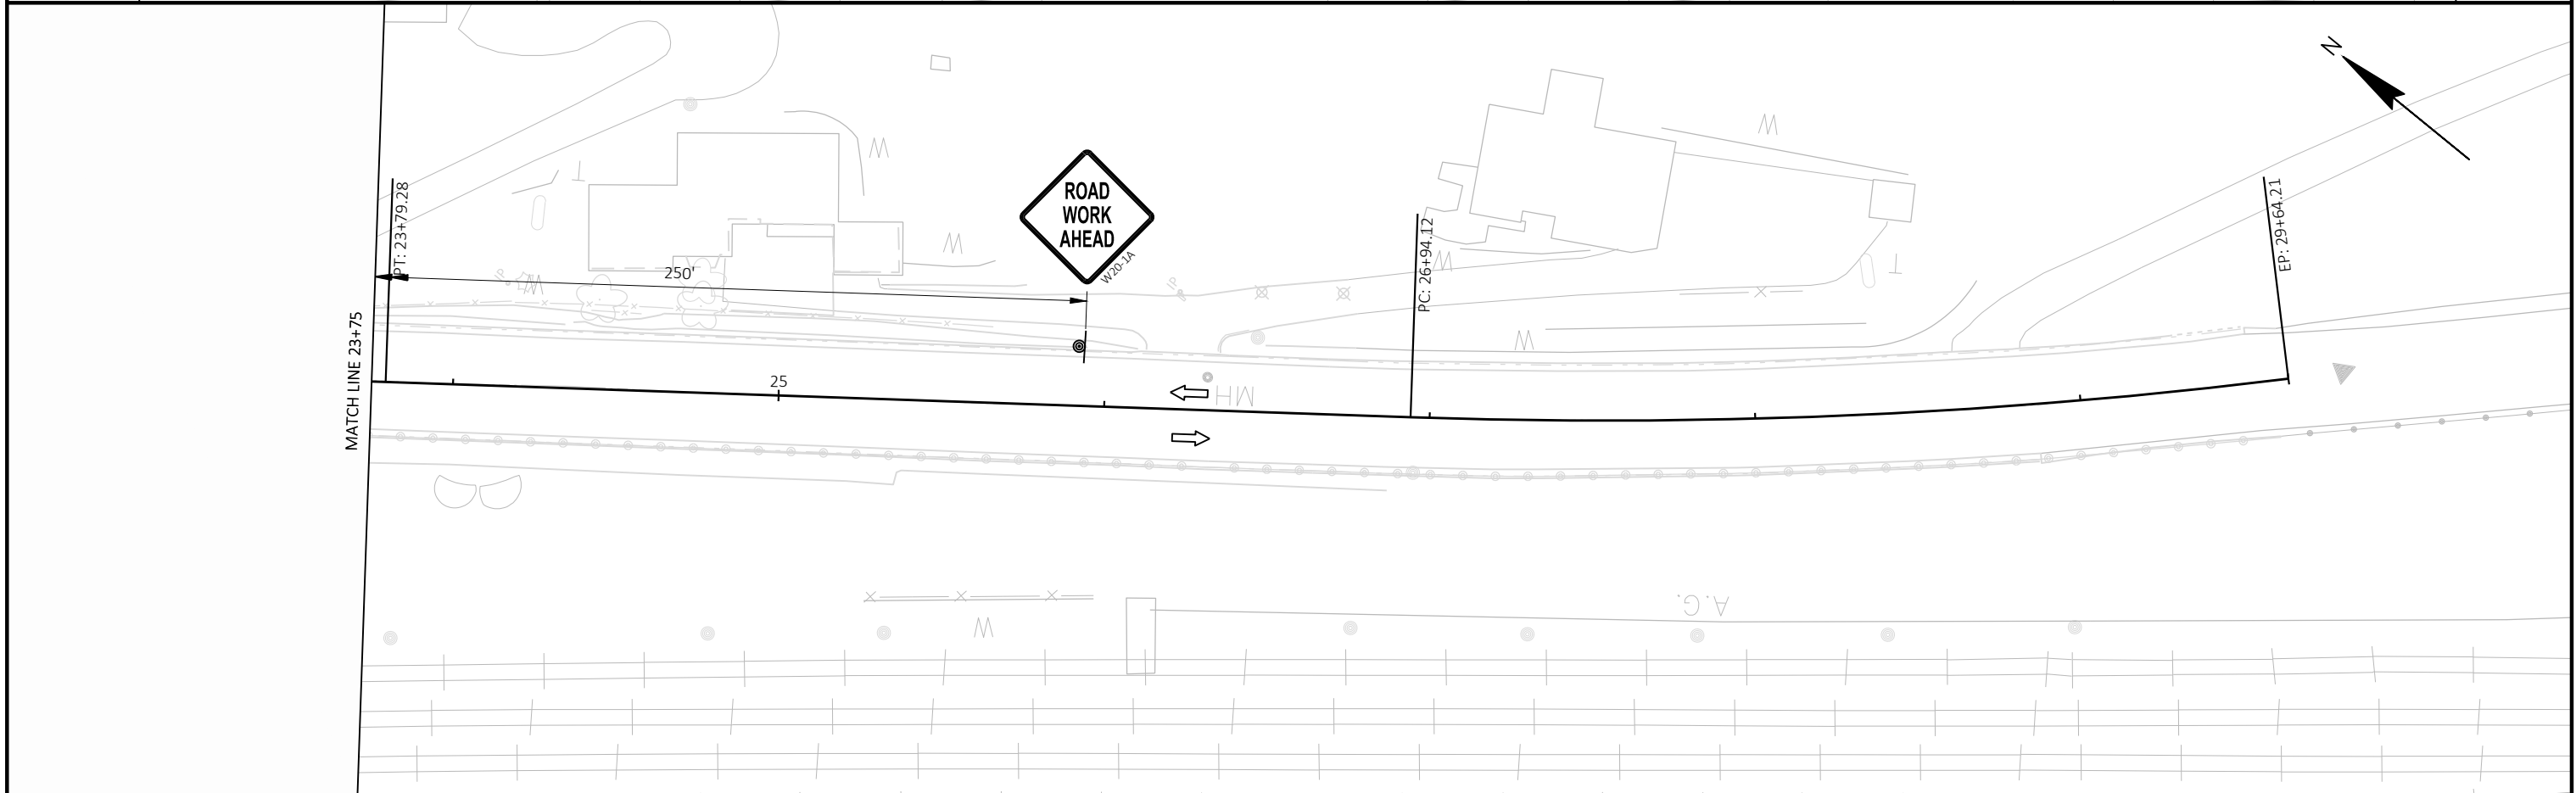 N
PT: 23+79.28
ROAD
WORK
AHEAD
W20-1A
250'
PC: 26+94.12
EP: 29+64.21
MATCH LINE 23+75
25
MH
A.G.
W
W
W
W
W
W
W
T
T